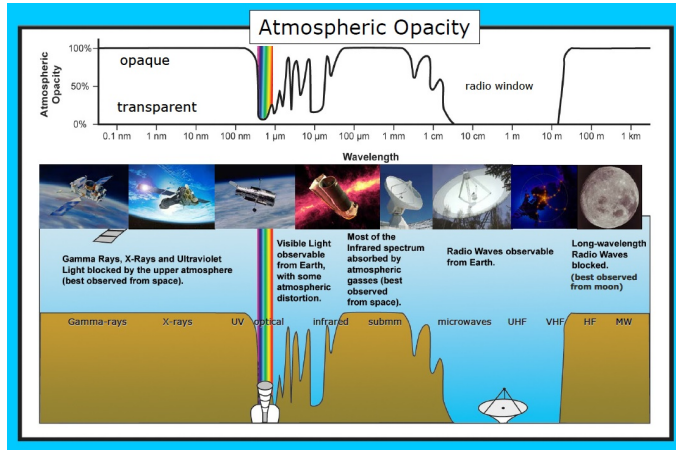 Atmospheric Opacity
Atmospheric
Opacity
100%
50%
0%
opaque
transparent
radio window
0.1 nm 1 nm 10 nm 100 nm 1 μm 10 μm 100 μm 1 mm 1 cm 10 cm 1 m 10 m 100 m 1 km
Wavelength
Gamma Rays, X-Rays and Ultraviolet
Light blocked by the upper atmosphere
(best observed from space).
Visible Light
observable
from Earth,
with some
atmospheric
distortion.
Most of the
Infrared spectrum
absorbed by
atmospheric
gasses (best
observed
from space).
Radio Waves observable
from Earth.
Long-wavelength
Radio Waves
blocked.
(best observed
from moon)
Gamma-rays X-rays UV optical infrared submm microwaves UHF VHF HF MW